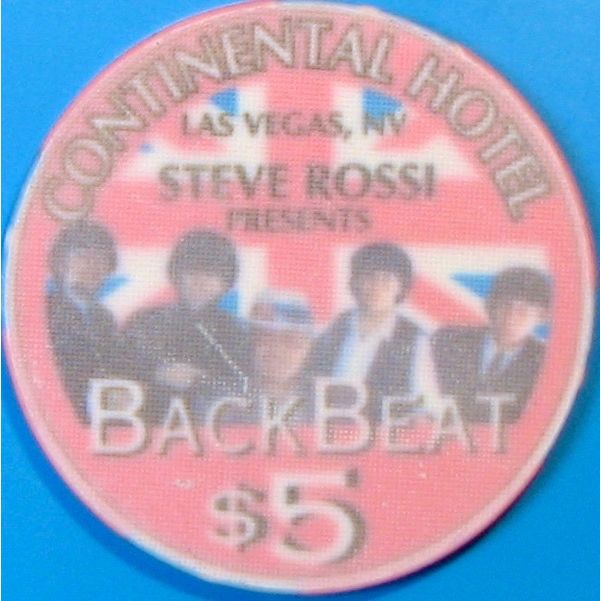 CONTINENTAL HOTEL
LAS VEGAS, NV
STEVE ROSSI
PRESENTS
BACKBEAT
$5